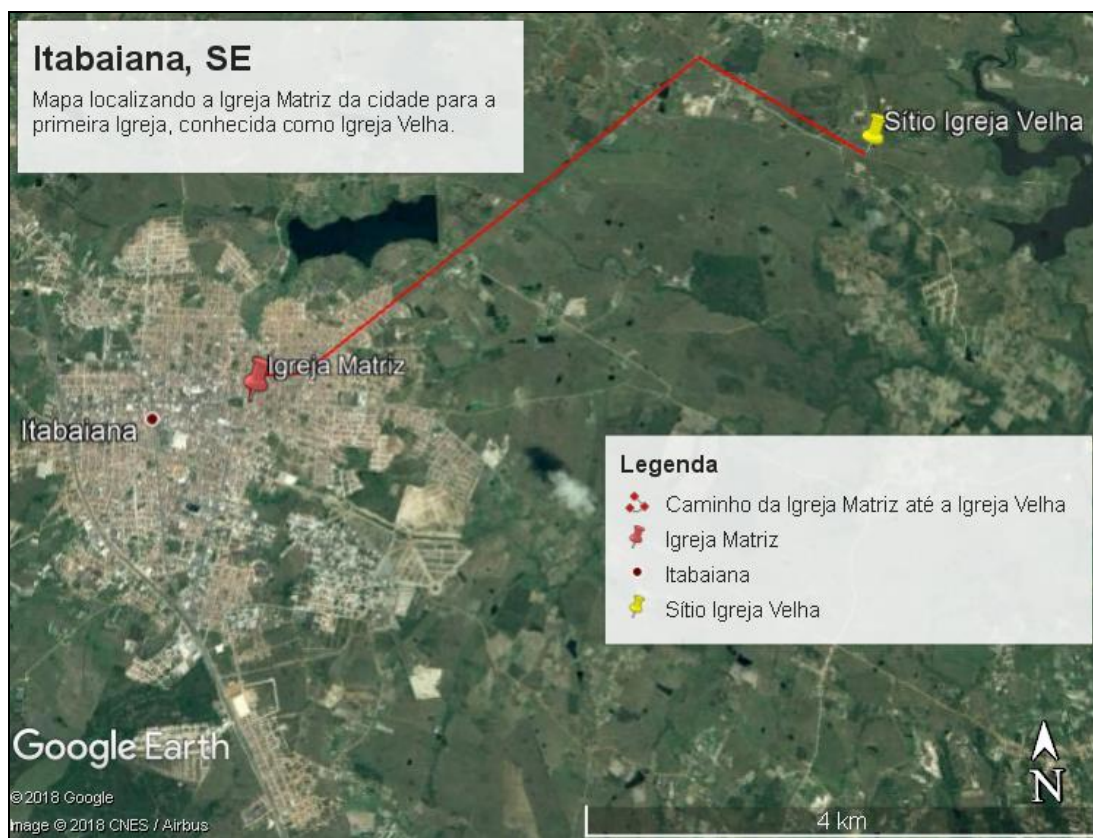 Itabaiana, SE
Mapa localizando a Igreja Matriz da cidade para a
primeira Igreja, conhecida como Igreja Velha.
Sítio Igreja Velha
Igreja Matriz
Itabaiana
Legenda
Caminho da Igreja Matriz até a Igreja Velha
Igreja Matriz
Itabaiana
Sítio Igreja Velha
Google Earth
© 2018 Google
Image © 2018 CNES / Airbus
N
4 km